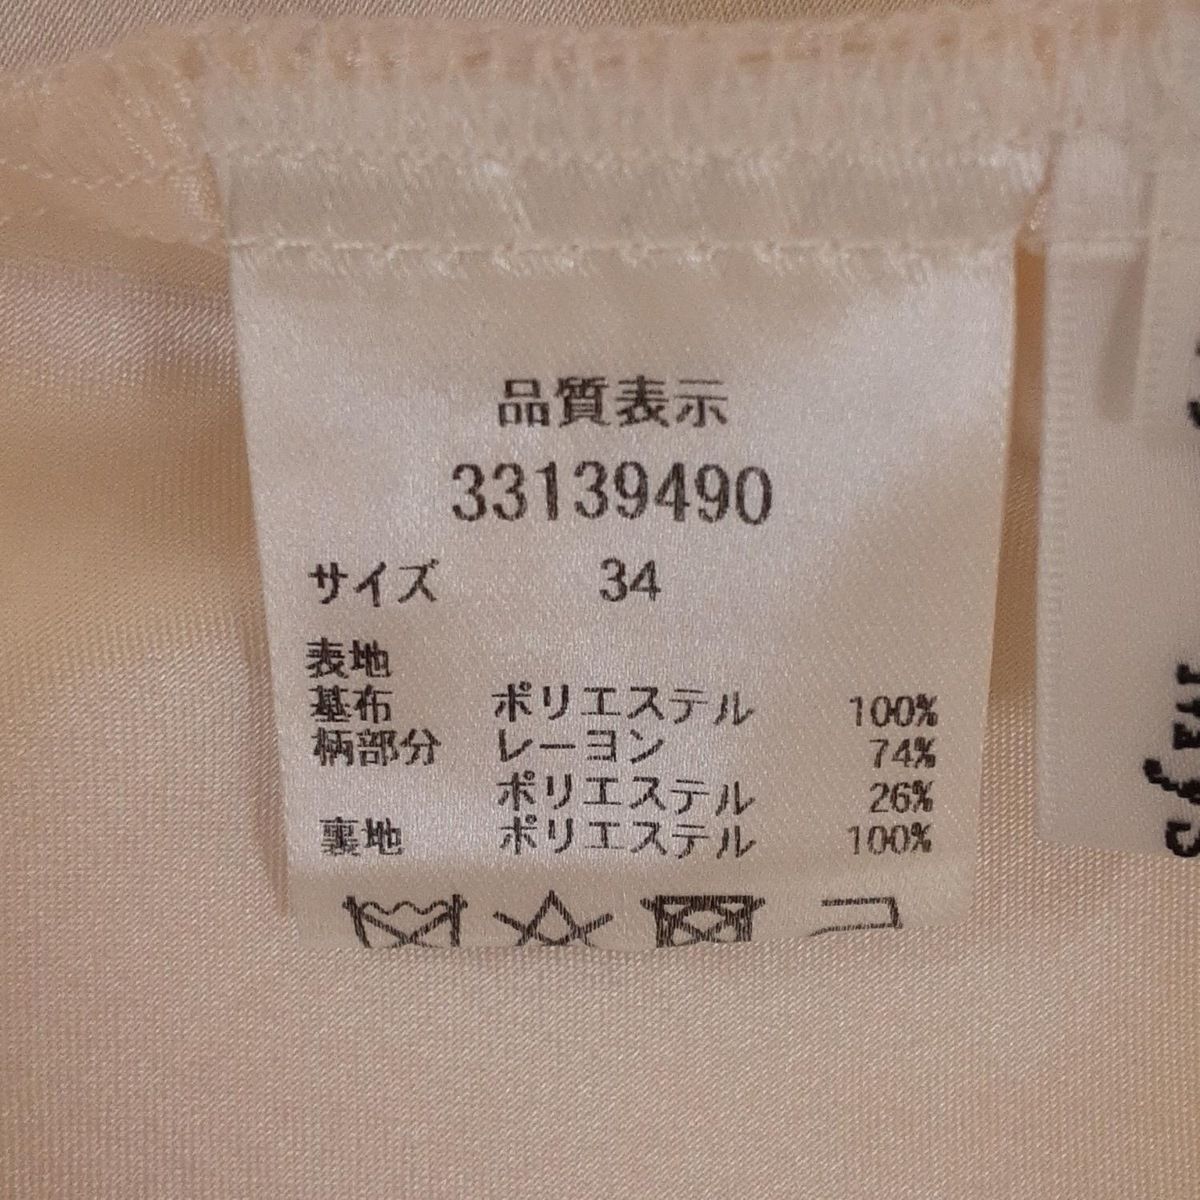 品質表示
33139490
サイズ 34
表地
基布 ポリエステル 100%
柄部分 レーヨン 74%
ポリエステル 26%
裏地 ポリエステル 100%